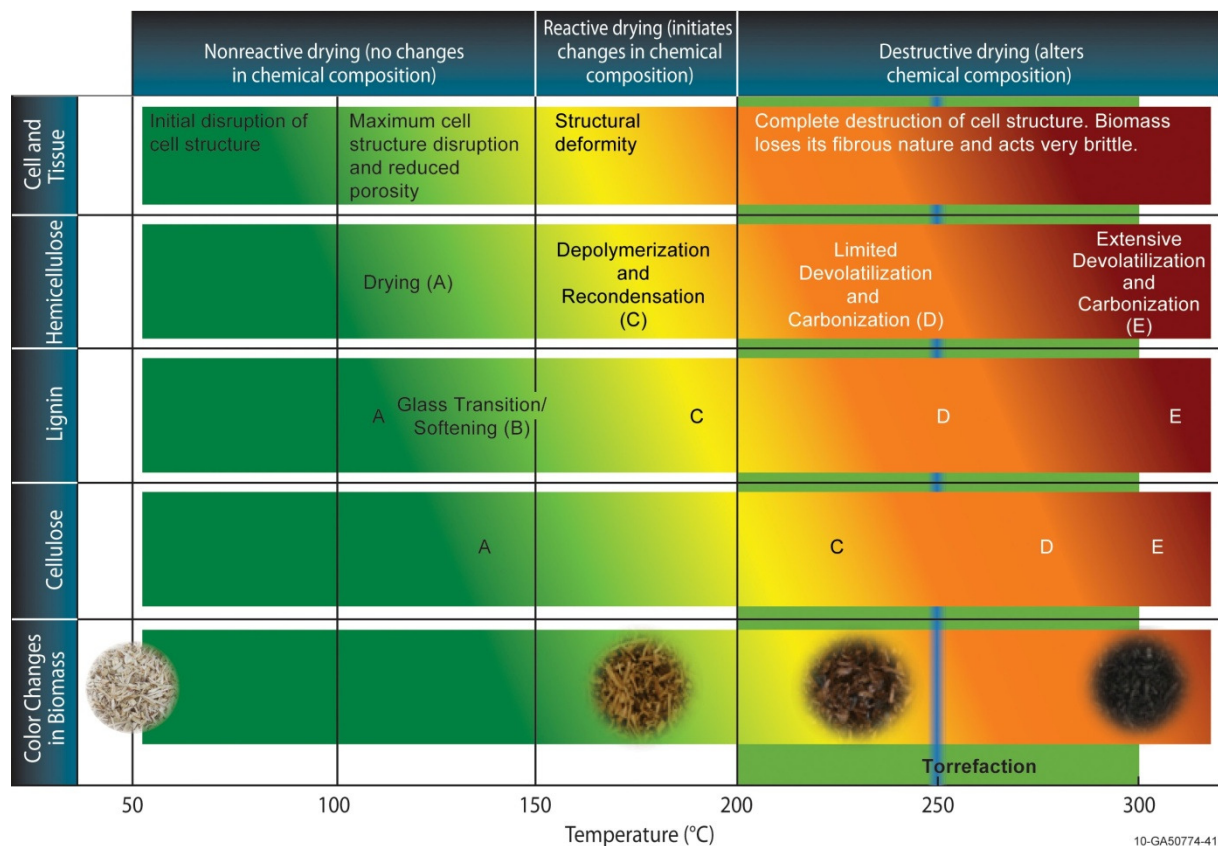 Nonreactive drying (no changes
in chemical composition)
Reactive drying (initiates
changes in chemical
composition)
Destructive drying (alters
chemical composition)
Cell and
Tissue
Initial disruption of
cell structure
Maximum cell
structure disruption
and reduced
porosity
Structural
deformity
Complete destruction of cell structure. Biomass
loses its fibrous nature and acts very brittle.
Hemicellulose
Drying (A)
Depolymerization
and
Recondensation
(C)
Limited
Devolatilization
and
Carbonization (D)
Extensive
Devolatilization
and
Carbonization
(E)
Lignin
A
Glass Transition/
Softening (B)
C
D
E
Cellulose
A
C
D
E
Color Changes
in Biomass
Torrefaction
50
100
150
200
250
300
Temperature (°C)
10-GA50774-41